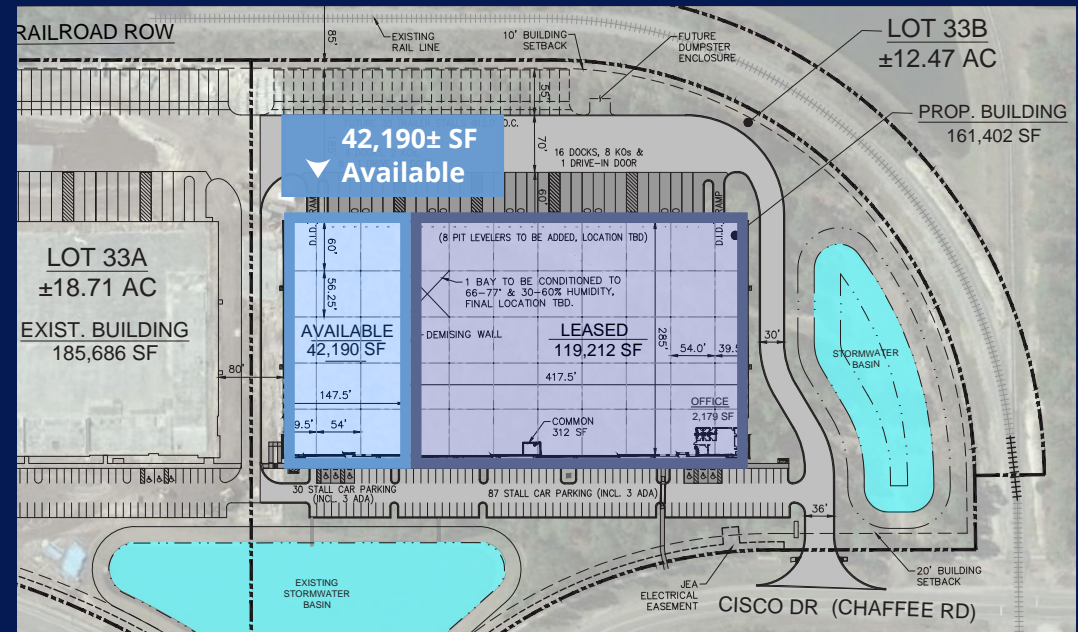 RAILROAD ROW
85'
EXISTING
RAIL LINE
10' BUILDING
SETBACK
FUTURE
DUMPSTER
ENCLOSURE
LOT 33B
±12.47 AC
PROP. BUILDING
161,402 SF
55'
O.C.
70'
42,190± SF
Available
16 DOCKS, 8 KOs &
1 DRIVE-IN DOOR
60'
RAMP
LOT 33A
±18.71 AC
EXIST. BUILDING
185,686 SF
80'
60'
56.25'
(8 PIT LEVELERS TO BE ADDED, LOCATION TBD)
1 BAY TO BE CONDITIONED TO
66-77° & 30-60% HUMIDITY,
FINAL LOCATION TBD.
AVAILABLE
42,190 SF
DEMISING WALL
LEASED
119,212 SF
285'
54.0'
39.5
30'
417.5'
147.5'
9.5'
54'
COMMON
312 SF
OFFICE
2,179 SF
STORMWATER
BASIN
30 STALL CAR PARKING
(INCL. 3 ADA)
87 STALL CAR PARKING (INCL. 3 ADA)
36'
EXISTING
STORMWATER
BASIN
JEA
ELECTRICAL
EASEMENT
20' BUILDING
SETBACK
CISCO DR (CHAFFEE RD)